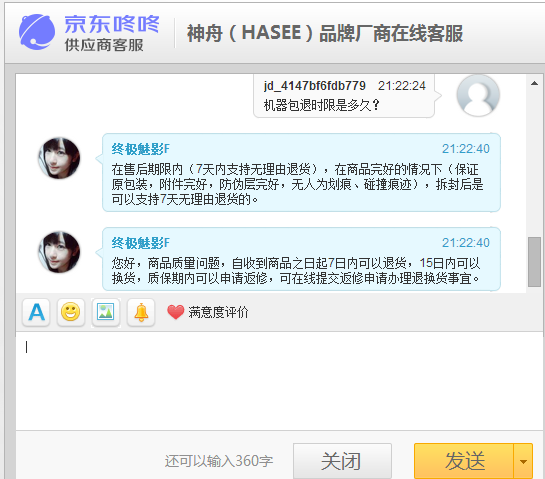 京东咚咚
供应商客服
神舟（HASEE）品牌厂商在线客服
jd_4147bf6fdb779 21:22:24
机器包退时限是多久？
终极魅影F 21:22:40
在售后期限内（7天内支持无理由退货），在商品完好的情况下（保证
原包装，附件完好，防伪层完好，无人为划痕、碰撞痕迹），拆封后是
可以支持7天无理由退货的。
终极魅影F 21:22:40
您好，商品质量问题，自收到商品之日起7日内可以退货，15日内可以
换货，质保期内可以申请返修，可在线提交返修申请办理退换货事宜。
A 满意度评价
还可以输入360字 关闭 发送